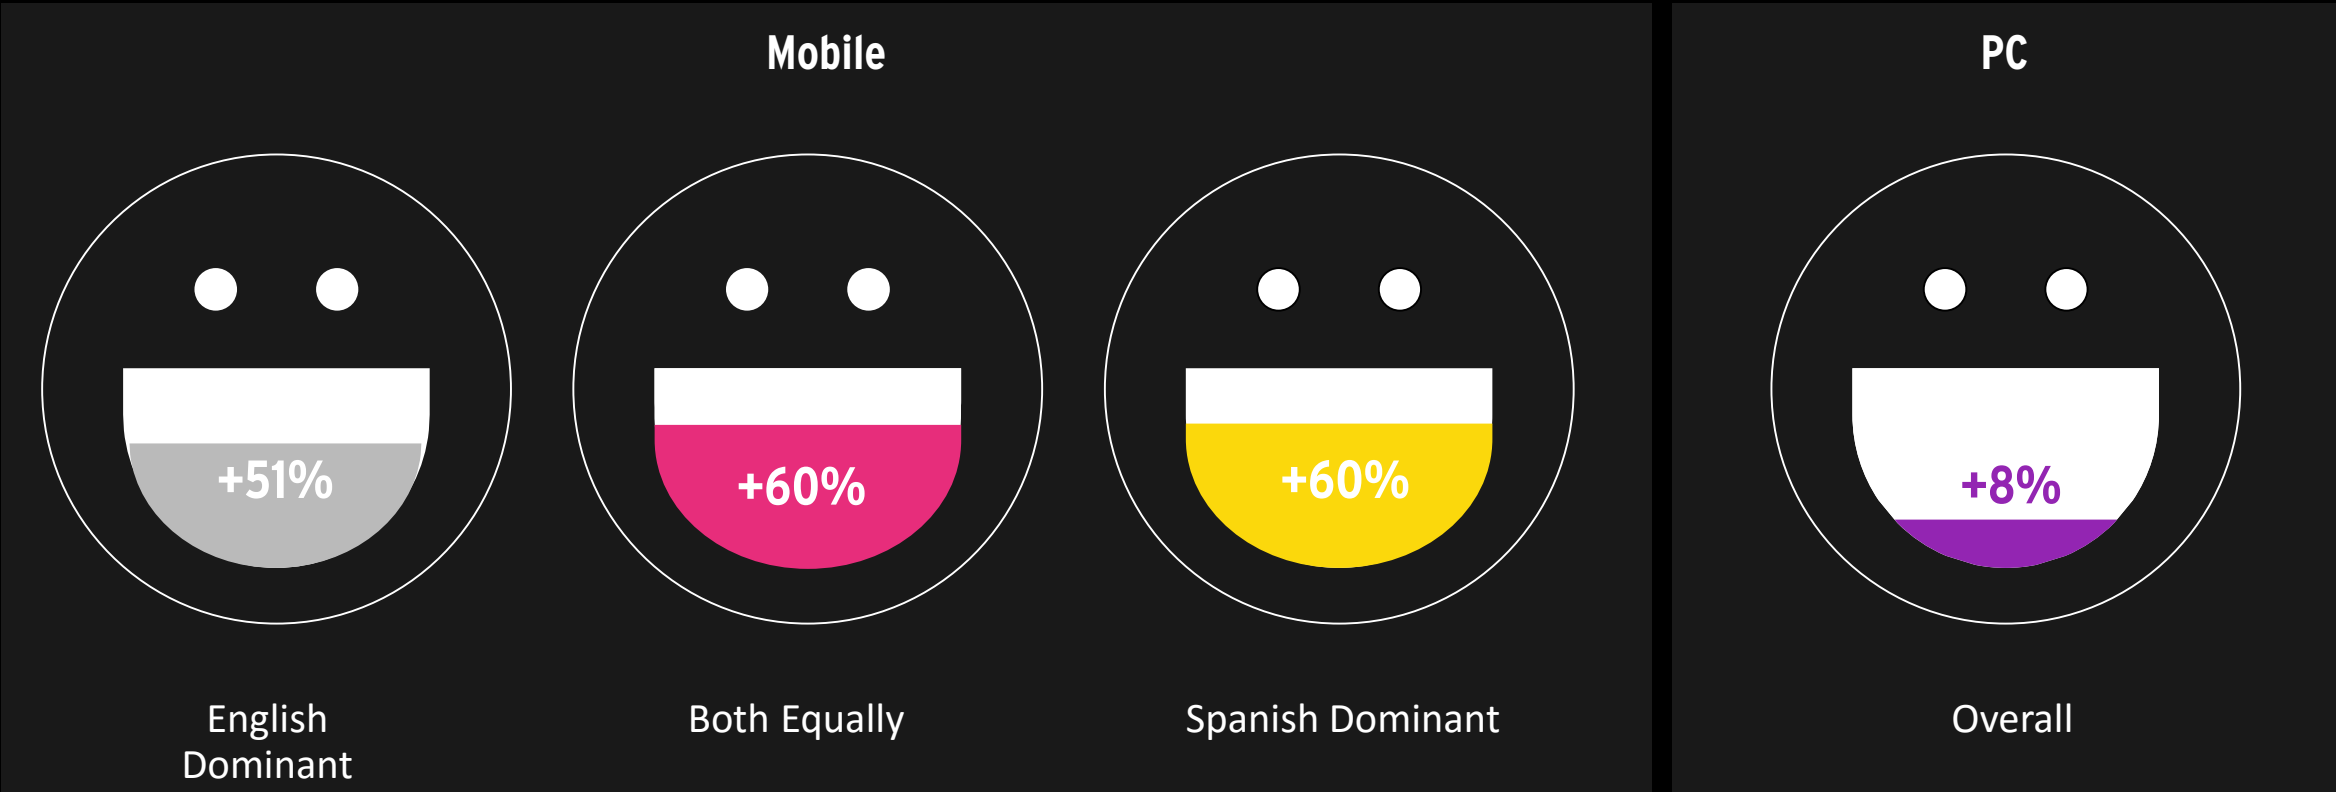 Mobile
PC
+51%
+60%
+60%
+8%
English
Dominant
Both Equally
Spanish Dominant
Overall